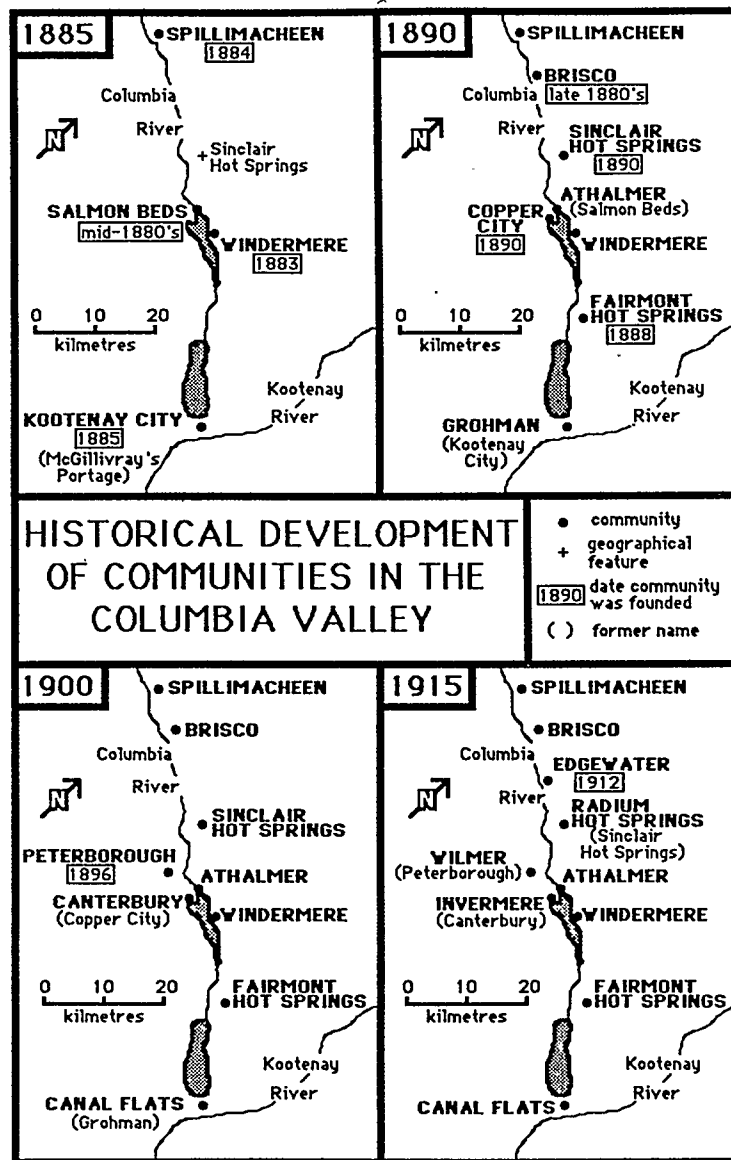 1885
SPILLIMACHEEN
1884
Columbia
River
N
Sinclair
Hot Springs
SALMON BEDS
mid-1880's
WINDERMERE
1883
0 10 20
kilmetres
Kootenay
River
KOOTENAY CITY
1885
(McGillivray's
Portage)
1890
SPILLIMACHEEN
BRISCO
late 1880's
Columbia
River
N
SINCLAIR
HOT SPRINGS
1890
ATHALMER
(Salmon Beds)
COPPER
CITY
1890
WINDERMERE
FAIRMONT
HOT SPRINGS
1888
0 10 20
kilmetres
Kootenay
River
GROHMAN
(Kootenay
City)
HISTORICAL DEVELOPMENT
OF COMMUNITIES IN THE
COLUMBIA VALLEY
community
+ geographical
feature
1890 date community
was founded
( ) former name
1900
SPILLIMACHEEN
BRISCO
Columbia
River
N
SINCLAIR
HOT SPRINGS
PETERBOROUGH
1896
ATHALMER
CANTERBURY
(Copper City)
WINDERMERE
FAIRMONT
HOT SPRINGS
0 10 20
kilmetres
Kootenay
River
CANAL FLATS
(Grohman)
1915
SPILLIMACHEEN
BRISCO
Columbia
River
EDGEWATER
1912
N
RADIUM
HOT SPRINGS
(Sinclair
Hot Springs)
WILMER
(Peterborough)
ATHALMER
INVERMERE
(Canterbury)
WINDERMERE
FAIRMONT
HOT SPRINGS
0 10 20
kilmetres
Kootenay
River
CANAL FLATS